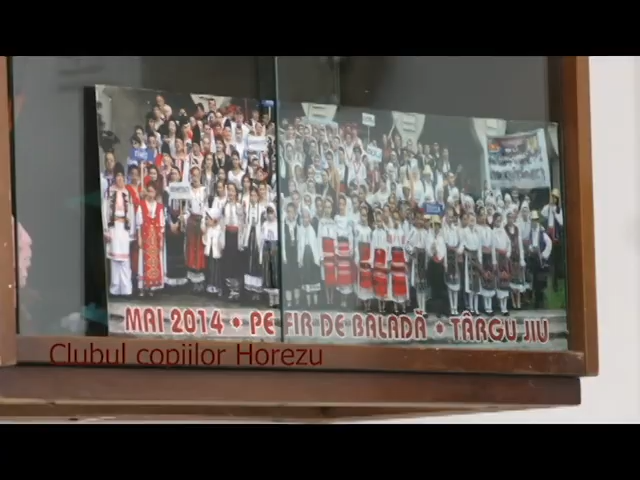 MAI 2014 • PE FIR DE BALADĂ • TÂRGU JIU
Clubul copiilor Horezu